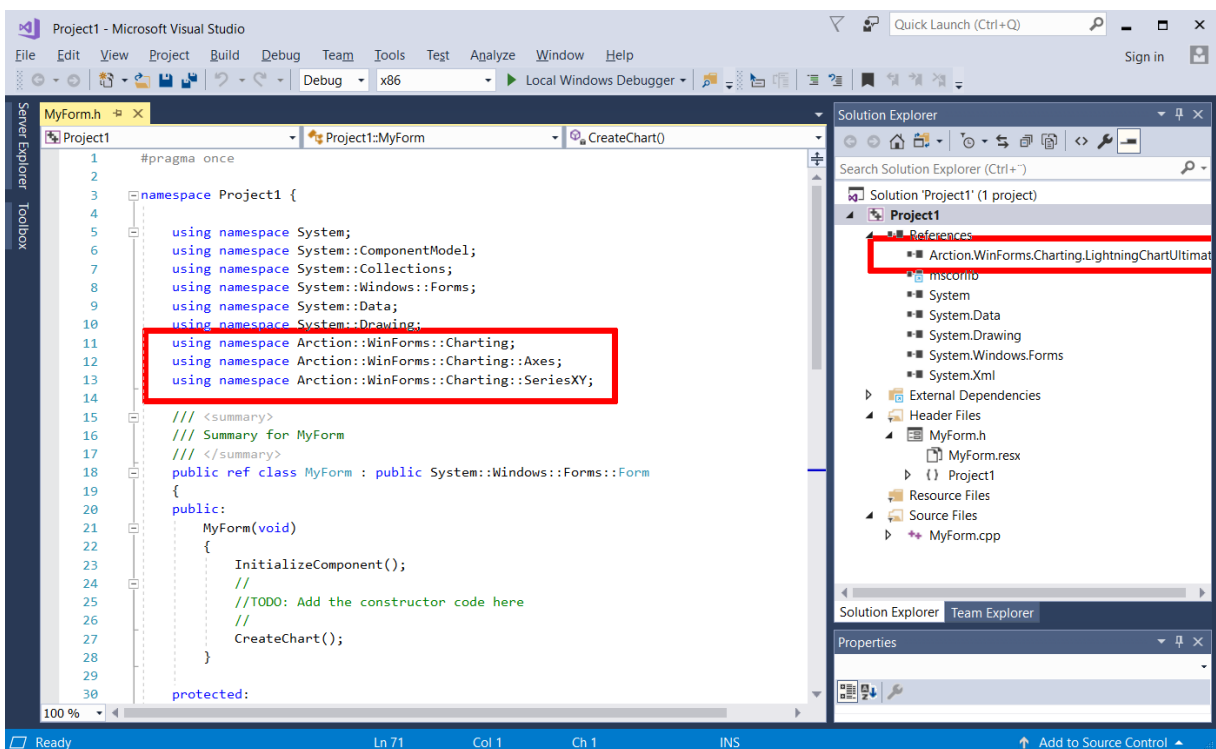 Project1 - Microsoft Visual Studio
Quick Launch (Ctrl+Q)
File Edit View Project Build Debug Team Tools Test Analyze Window Help
Sign in
Debug x86 Local Windows Debugger
Server Explorer
Toolbox
MyForm.h
Project1 Project1::MyForm CreateChart()
1 #pragma once
2
3 namespace Project1 {
4
5 using namespace System;
6 using namespace System::ComponentModel;
7 using namespace System::Collections;
8 using namespace System::Windows::Forms;
9 using namespace System::Data;
10 using namespace System::Drawing;
11 using namespace Arction::WinForms::Charting;
12 using namespace Arction::WinForms::Charting::Axes;
13 using namespace Arction::WinForms::Charting::SeriesXY;
14
15 /// <summary>
16 /// Summary for MyForm
17 /// </summary>
18 public ref class MyForm : public System::Windows::Forms::Form
19 {
20 public:
21 MyForm(void)
22 {
23 InitializeComponent();
24 //
25 //TODO: Add the constructor code here
26 //
27 CreateChart();
28 }
29
30 protected:
100 %
Solution Explorer
Search Solution Explorer (Ctrl+¨)
Solution 'Project1' (1 project)
Project1
References
Arction.WinForms.Charting.LightningChartUltimat
mscorlib
System
System.Data
System.Drawing
System.Windows.Forms
System.Xml
External Dependencies
Header Files
MyForm.h
MyForm.resx
{ } Project1
Resource Files
Source Files
++ MyForm.cpp
Solution Explorer Team Explorer
Properties
Ready Ln 71 Col 1 Ch 1 INS Add to Source Control